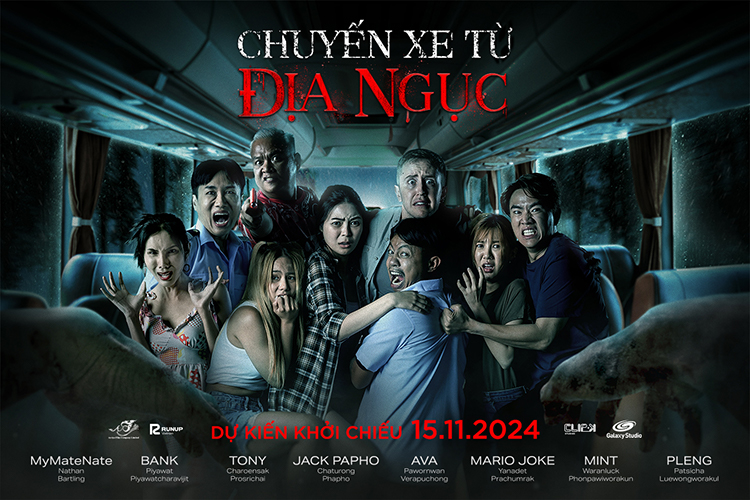 CHUYẾN XE TỪ
ĐỊA NGỤC
RUNUP
CLIPK
Galaxy Studio
DỰ KIẾN KHỞI CHIẾU 15.11.2024
MyMateNate BANK TONY JACK PAPHO AVA MARIO JOKE MINT PLENG
Nathan Piyawat Charoensak Chaturong Pawornwan Yanadet Waranluck Patsicha
Bartling Piyawatcharavijit Prosrichai Phapho Verapuchong Prachumrak Phonpawiworakun Luewongworakul